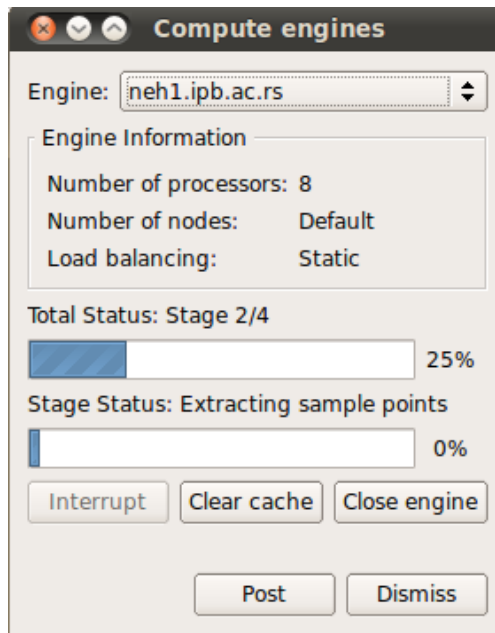 Compute engines
Engine: neh1.ipb.ac.rs
Engine Information
Number of processors: 8
Number of nodes: Default
Load balancing: Static
Total Status: Stage 2/4
25%
Stage Status: Extracting sample points
0%
Interrupt Clear cache Close engine
Post Dismiss